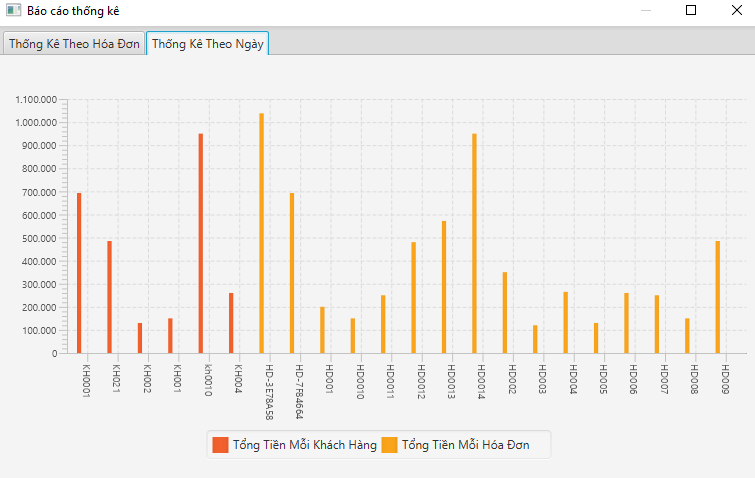 Báo cáo thống kê
Thống Kê Theo Hóa Đơn
Thống Kê Theo Ngày
1.100.000
1.000.000
900.000
800.000
700.000
600.000
500.000
400.000
300.000
200.000
100.000
0
KH0001
KH021
KH002
KH001
kh0010
KH004
HD-3E78A58
HD-7FB4664
HD001
HD0010
HD0011
HD0012
HD0013
HD0014
HD002
HD003
HD004
HD005
HD006
HD007
HD008
HD009
Tổng Tiền Mỗi Khách Hàng
Tổng Tiền Mỗi Hóa Đơn